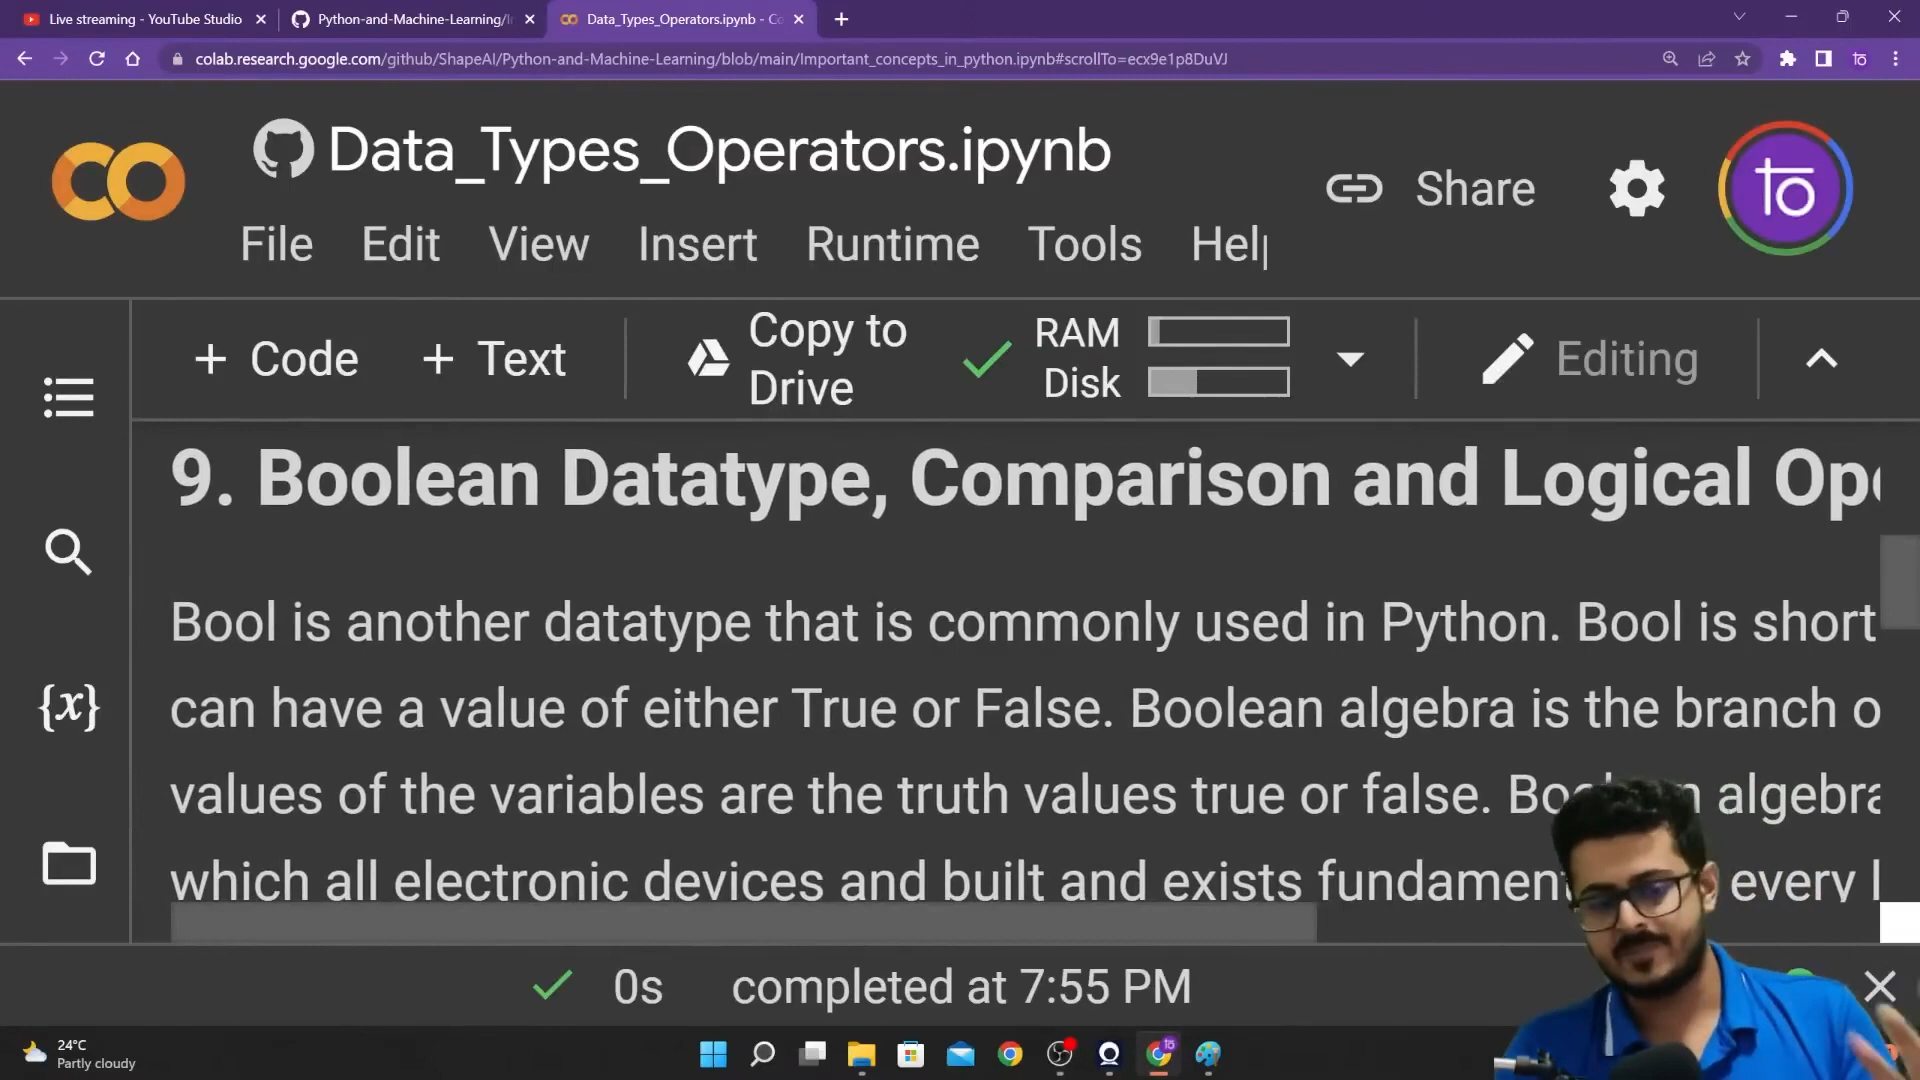 Live streaming - YouTube Studio
Python-and-Machine-Learning/
Data_Types_Operators.ipynb - Co
colab.research.google.com/github/ShapeAI/Python-and-Machine-Learning/blob/main/Important_concepts_in_python.ipynb#scrollTo=ecx9e1p8DuVJ
Data_Types_Operators.ipynb
Share
to
File Edit View Insert Runtime Tools Help
+ Code + Text
Copy to
Drive
RAM
Disk
Editing
9. Boolean Datatype, Comparison and Logical Ope
Bool is another datatype that is commonly used in Python. Bool is short
can have a value of either True or False. Boolean algebra is the branch o
values of the variables are the truth values true or false. Boolean algebra
which all electronic devices and built and exists fundament every
{x}
0s completed at 7:55 PM
24°C
Partly cloudy